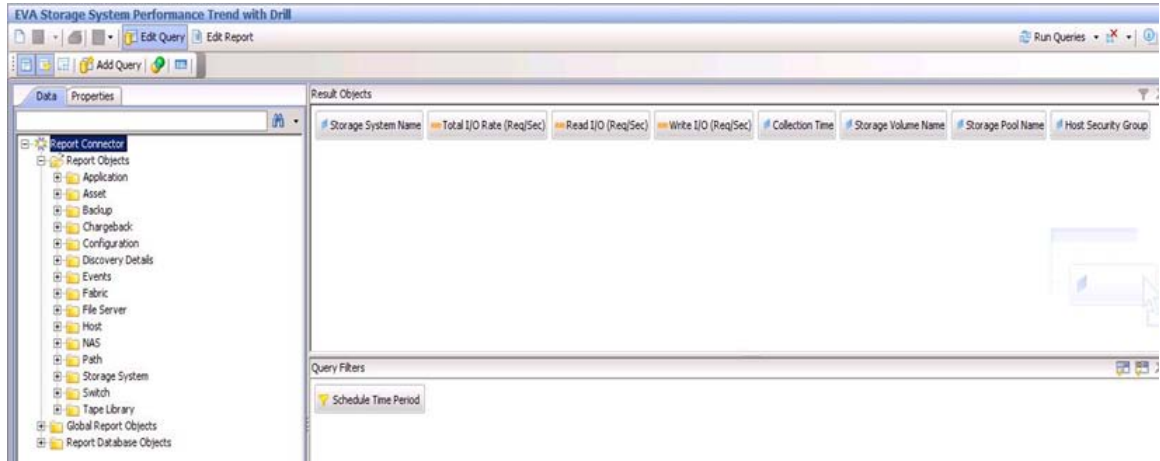 EVA Storage System Performance Trend with Drill
Edit Query Edit Report Run Queries
Add Query
Data Properties
Result Objects
Storage System Name Total I/O Rate (Req/Sec) Read I/O (Req/Sec) Write I/O (Req/Sec) Collection Time Storage Volume Name Storage Pool Name Host Security Group
Report Connector
Report Objects
Application
Asset
Backup
Chargeback
Configuration
Discovery Details
Events
Fabric
File Server
Host
NAS
Path
Storage System
Switch
Tape Library
Global Report Objects
Report Database Objects
Query Filters
Schedule Time Period